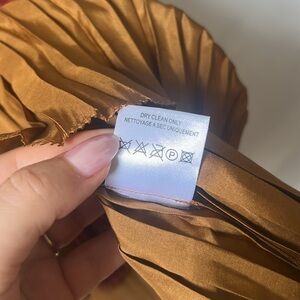 DRY CLEAN ONLY
NETTOYAGE A SEC UNIQUEMENT
P